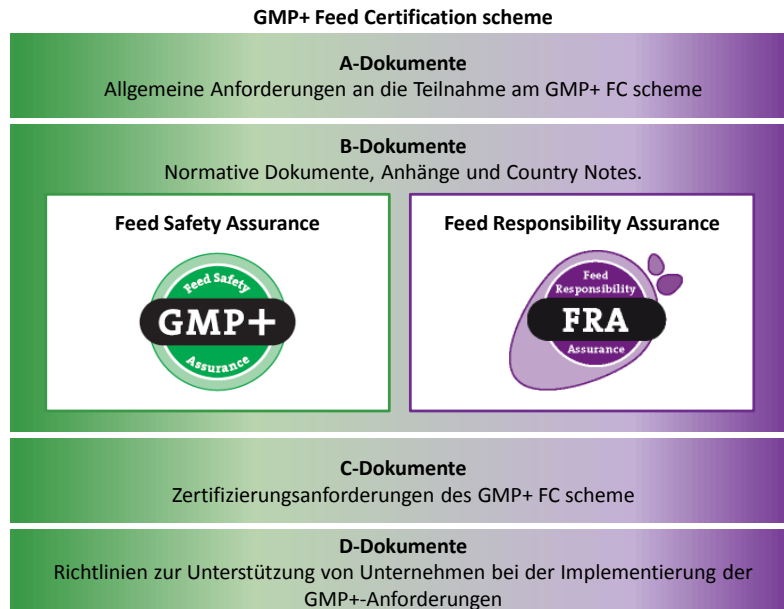 GMP+ Feed Certification scheme
A-Dokumente
Allgemeine Anforderungen an die Teilnahme am GMP+ FC scheme
B-Dokumente
Normative Dokumente, Anhänge und Country Notes.
Feed Safety Assurance
Feed Safety
GMP+
Assurance
Feed Responsibility Assurance
Feed
Responsibility
FRA
Assurance
C-Dokumente
Zertifizierungsanforderungen des GMP+ FC scheme
D-Dokumente
Richtlinien zur Unterstützung von Unternehmen bei der Implementierung der
GMP+-Anforderungen